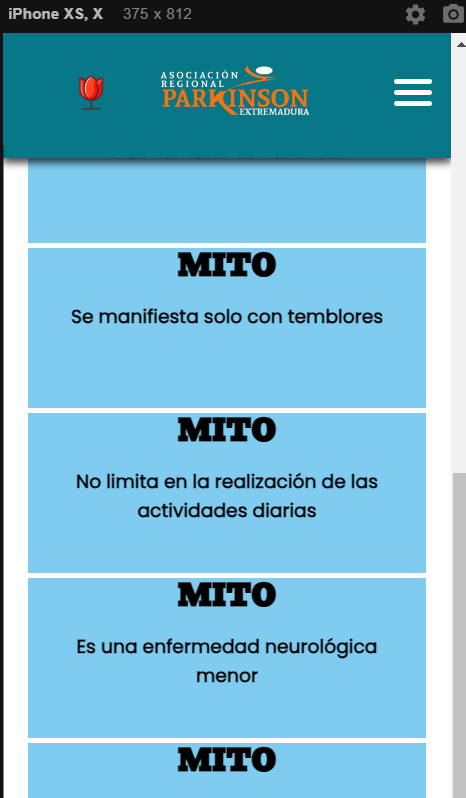 iPhone XS, X 375 x 812
ASOCIACIÓN
REGIONAL
PARKINSON
EXTREMADURA
MITO
Se manifiesta solo con temblores
MITO
No limita en la realización de las
actividades diarias
MITO
Es una enfermedad neurológica
menor
MITO